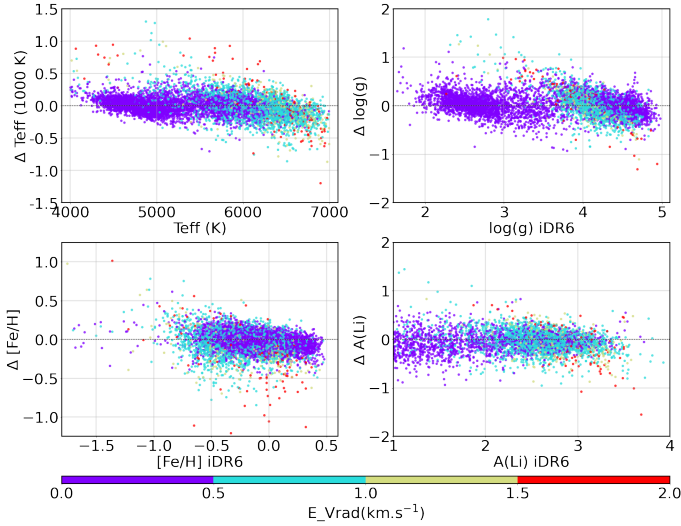 1.5
1.0
0.5
0.0
-0.5
-1.0
-1.5
Δ Teff (1000 K)
4000 5000 6000 7000
Teff (K)
2
1
0
−1
−2
Δ log(g)
2 3 4 5
log(g) iDR6
1.0
0.5
0.0
−0.5
−1.0
Δ [Fe/H]
−1.5 −1.0 −0.5 0.0 0.5
[Fe/H] iDR6
2
1
0
−1
−2
Δ A(Li)
1 2 3 4
A(Li) iDR6
0.0 0.5 1.0 1.5 2.0
E_Vrad(km.s⁻¹)